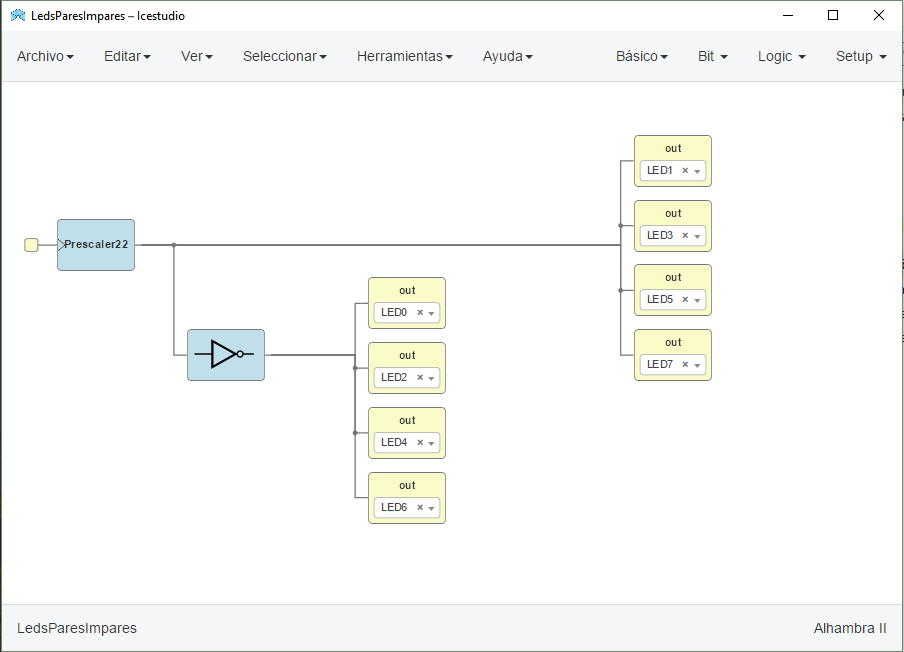 LedsParesImpares – Icestudio
Archivo Editar Ver Seleccionar Herramientas Ayuda Básico Bit Logic Setup
out
LED1 ×
out
LED3 ×
Prescaler22
out
LED5 ×
out
LED7 ×
out
LED0 ×
out
LED2 ×
out
LED4 ×
out
LED6 ×
LedsParesImpares Alhambra II